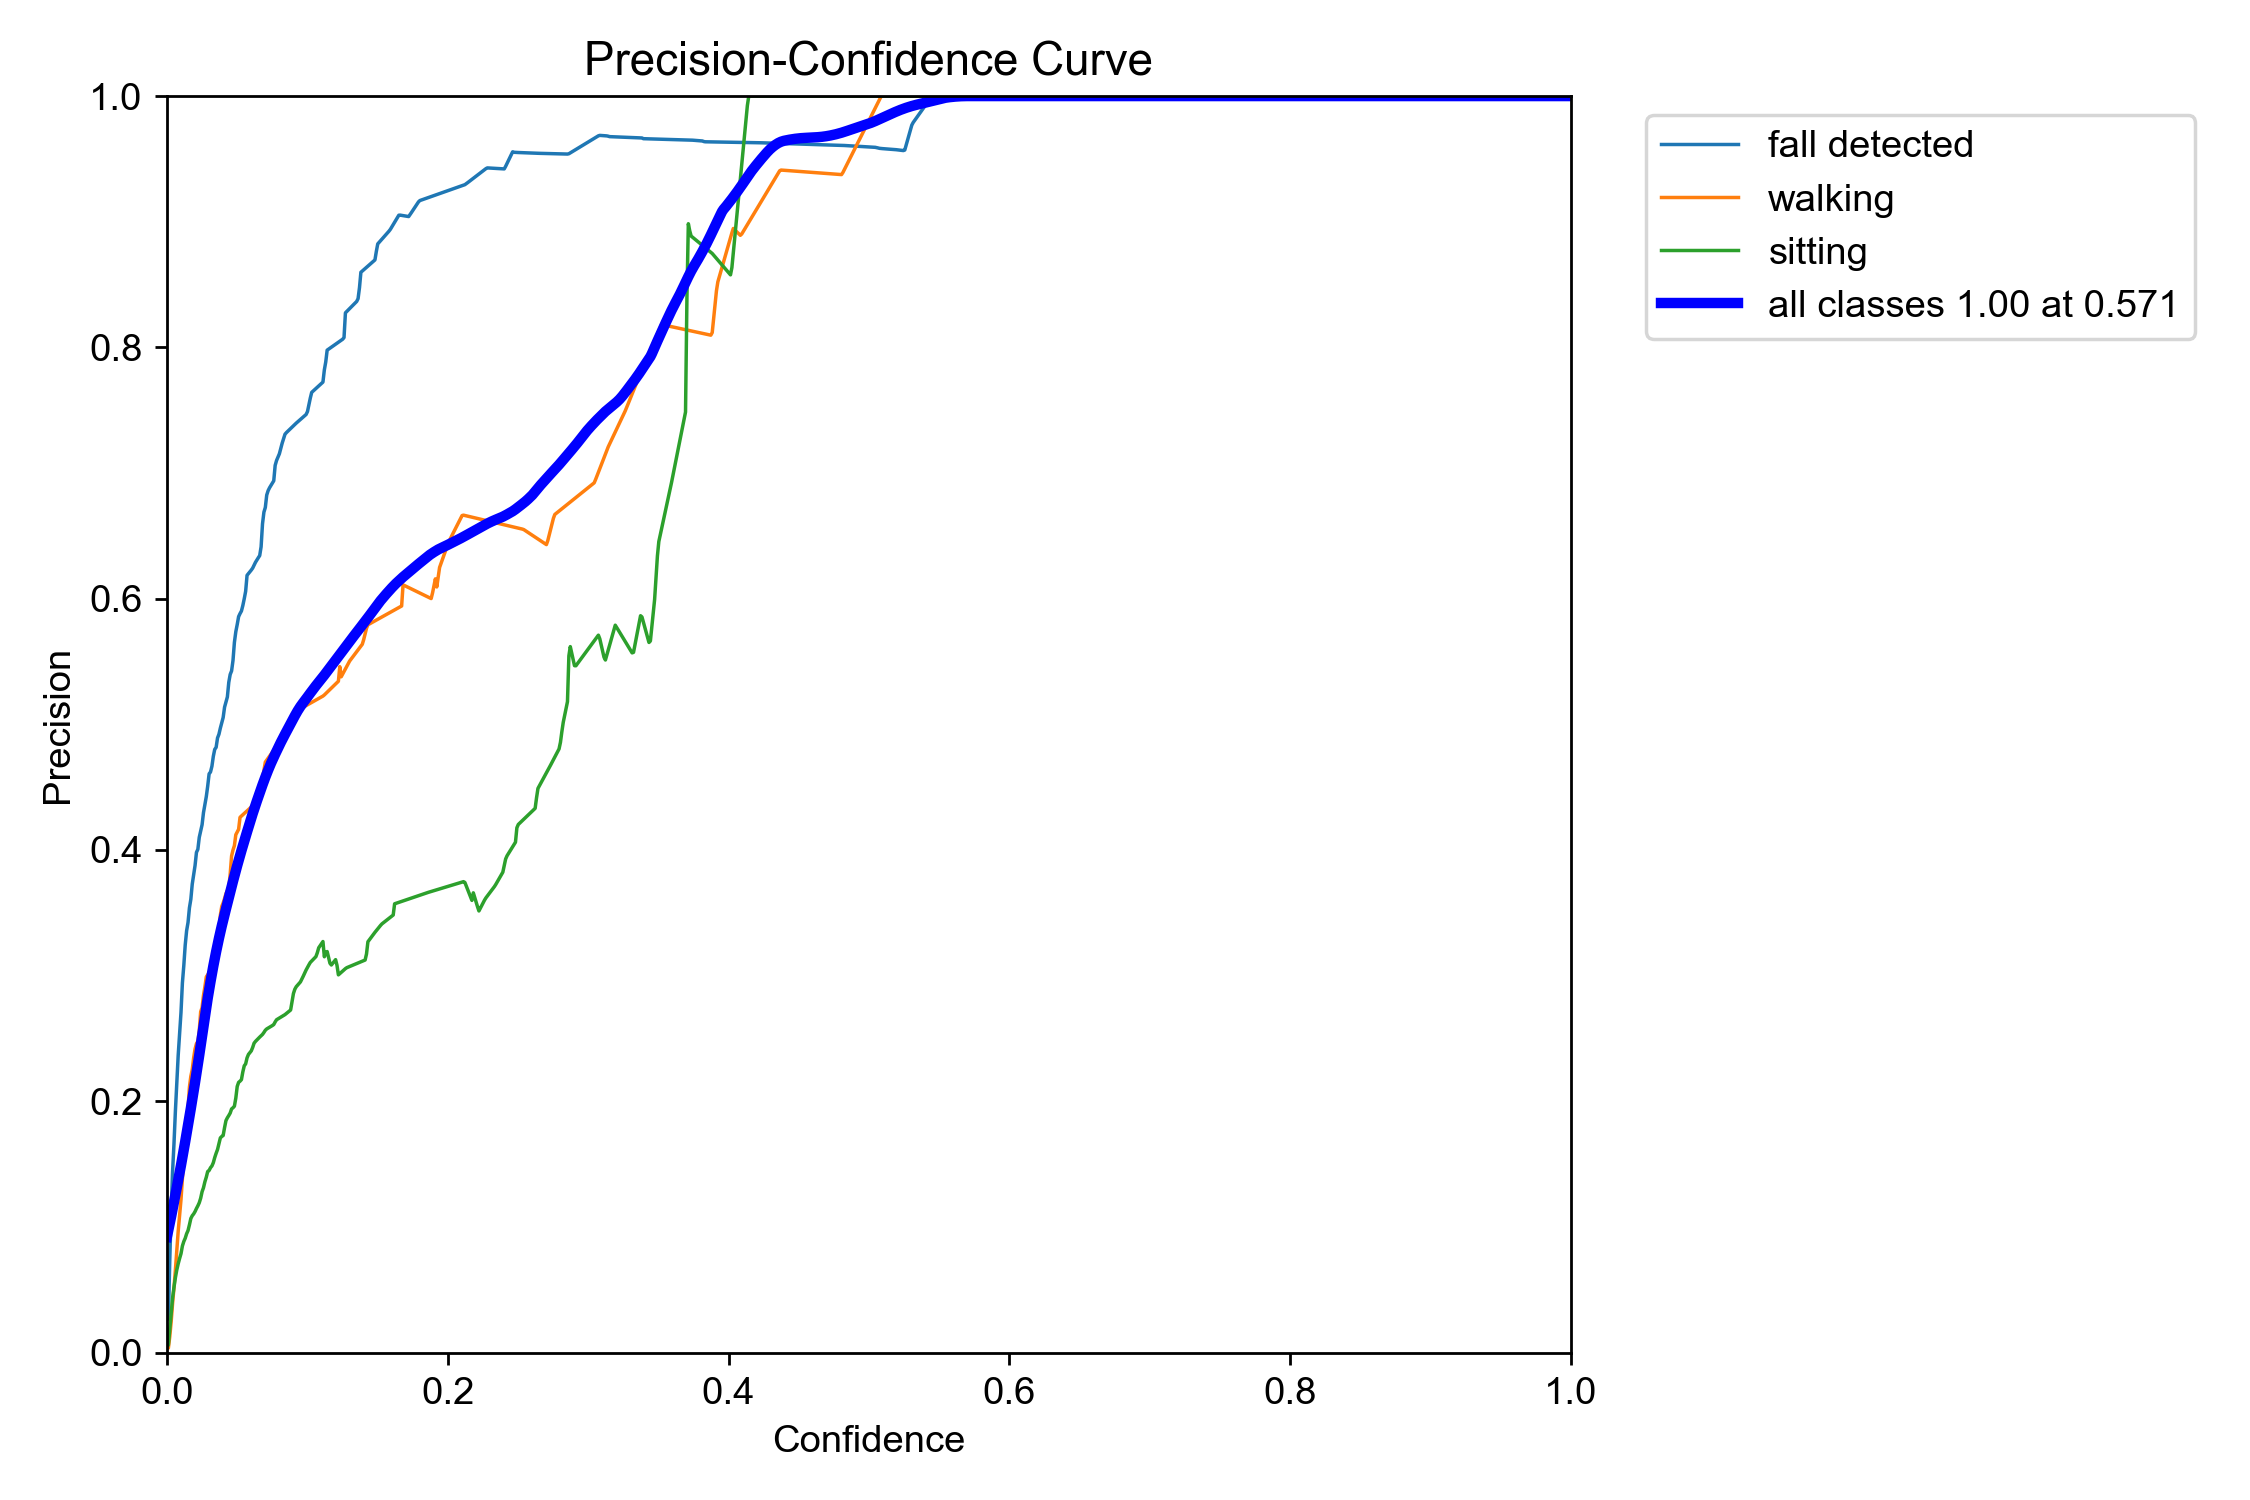 Precision-Confidence Curve
1.0
0.8
0.6
0.4
0.2
0.0
Precision
0.0 0.2 0.4 0.6 0.8 1.0
Confidence
fall detected
walking
sitting
all classes 1.00 at 0.571